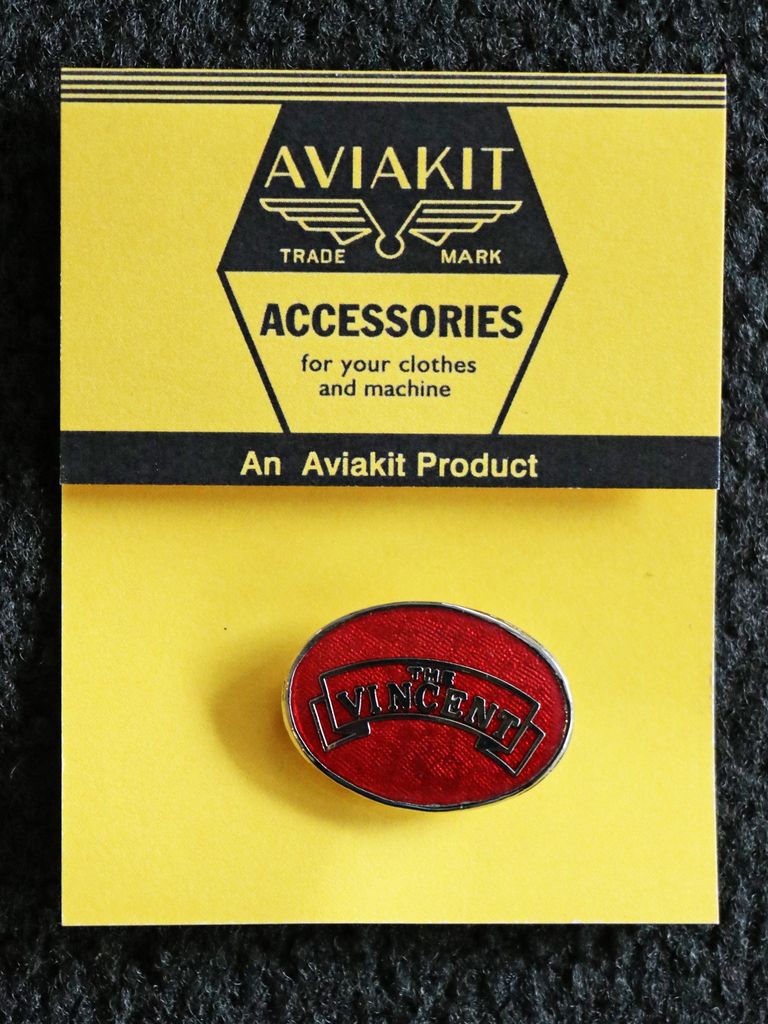 AVIAKIT
TRADE MARK
ACCESSORIES
for your clothes
and machine
An Aviakit Product
THE
VINCENT